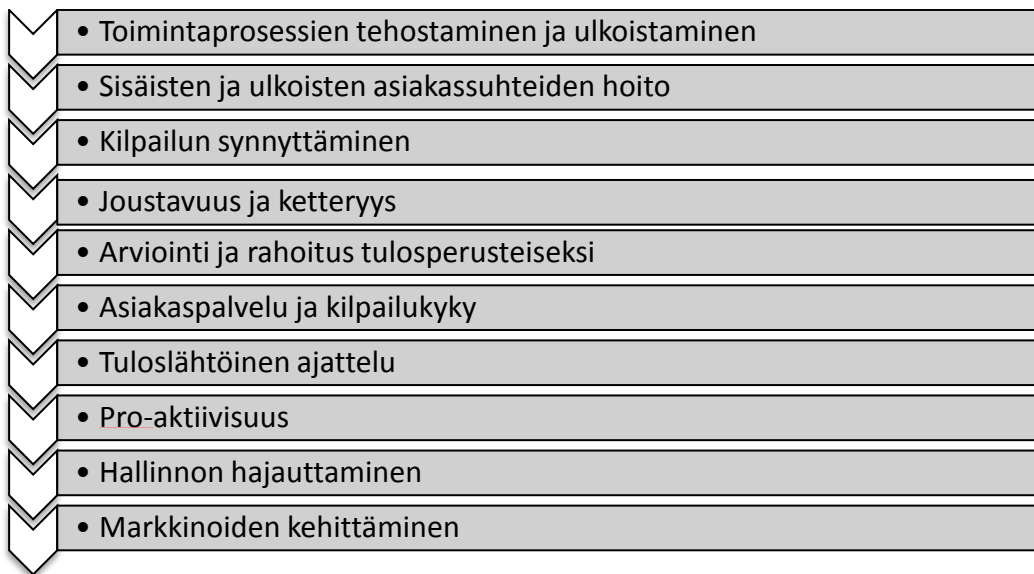 • Toimintaprosessien tehostaminen ja ulkoistaminen
• Sisäisten ja ulkoisten asiakassuhteiden hoito
• Kilpailun synnyttäminen
• Joustavuus ja ketteryys
• Arviointi ja rahoitus tulosperusteiseksi
• Asiakaspalvelu ja kilpailukyky
• Tuloslähtöinen ajattelu
• Pro-aktiivisuus
• Hallinnon hajauttaminen
• Markkinoiden kehittäminen